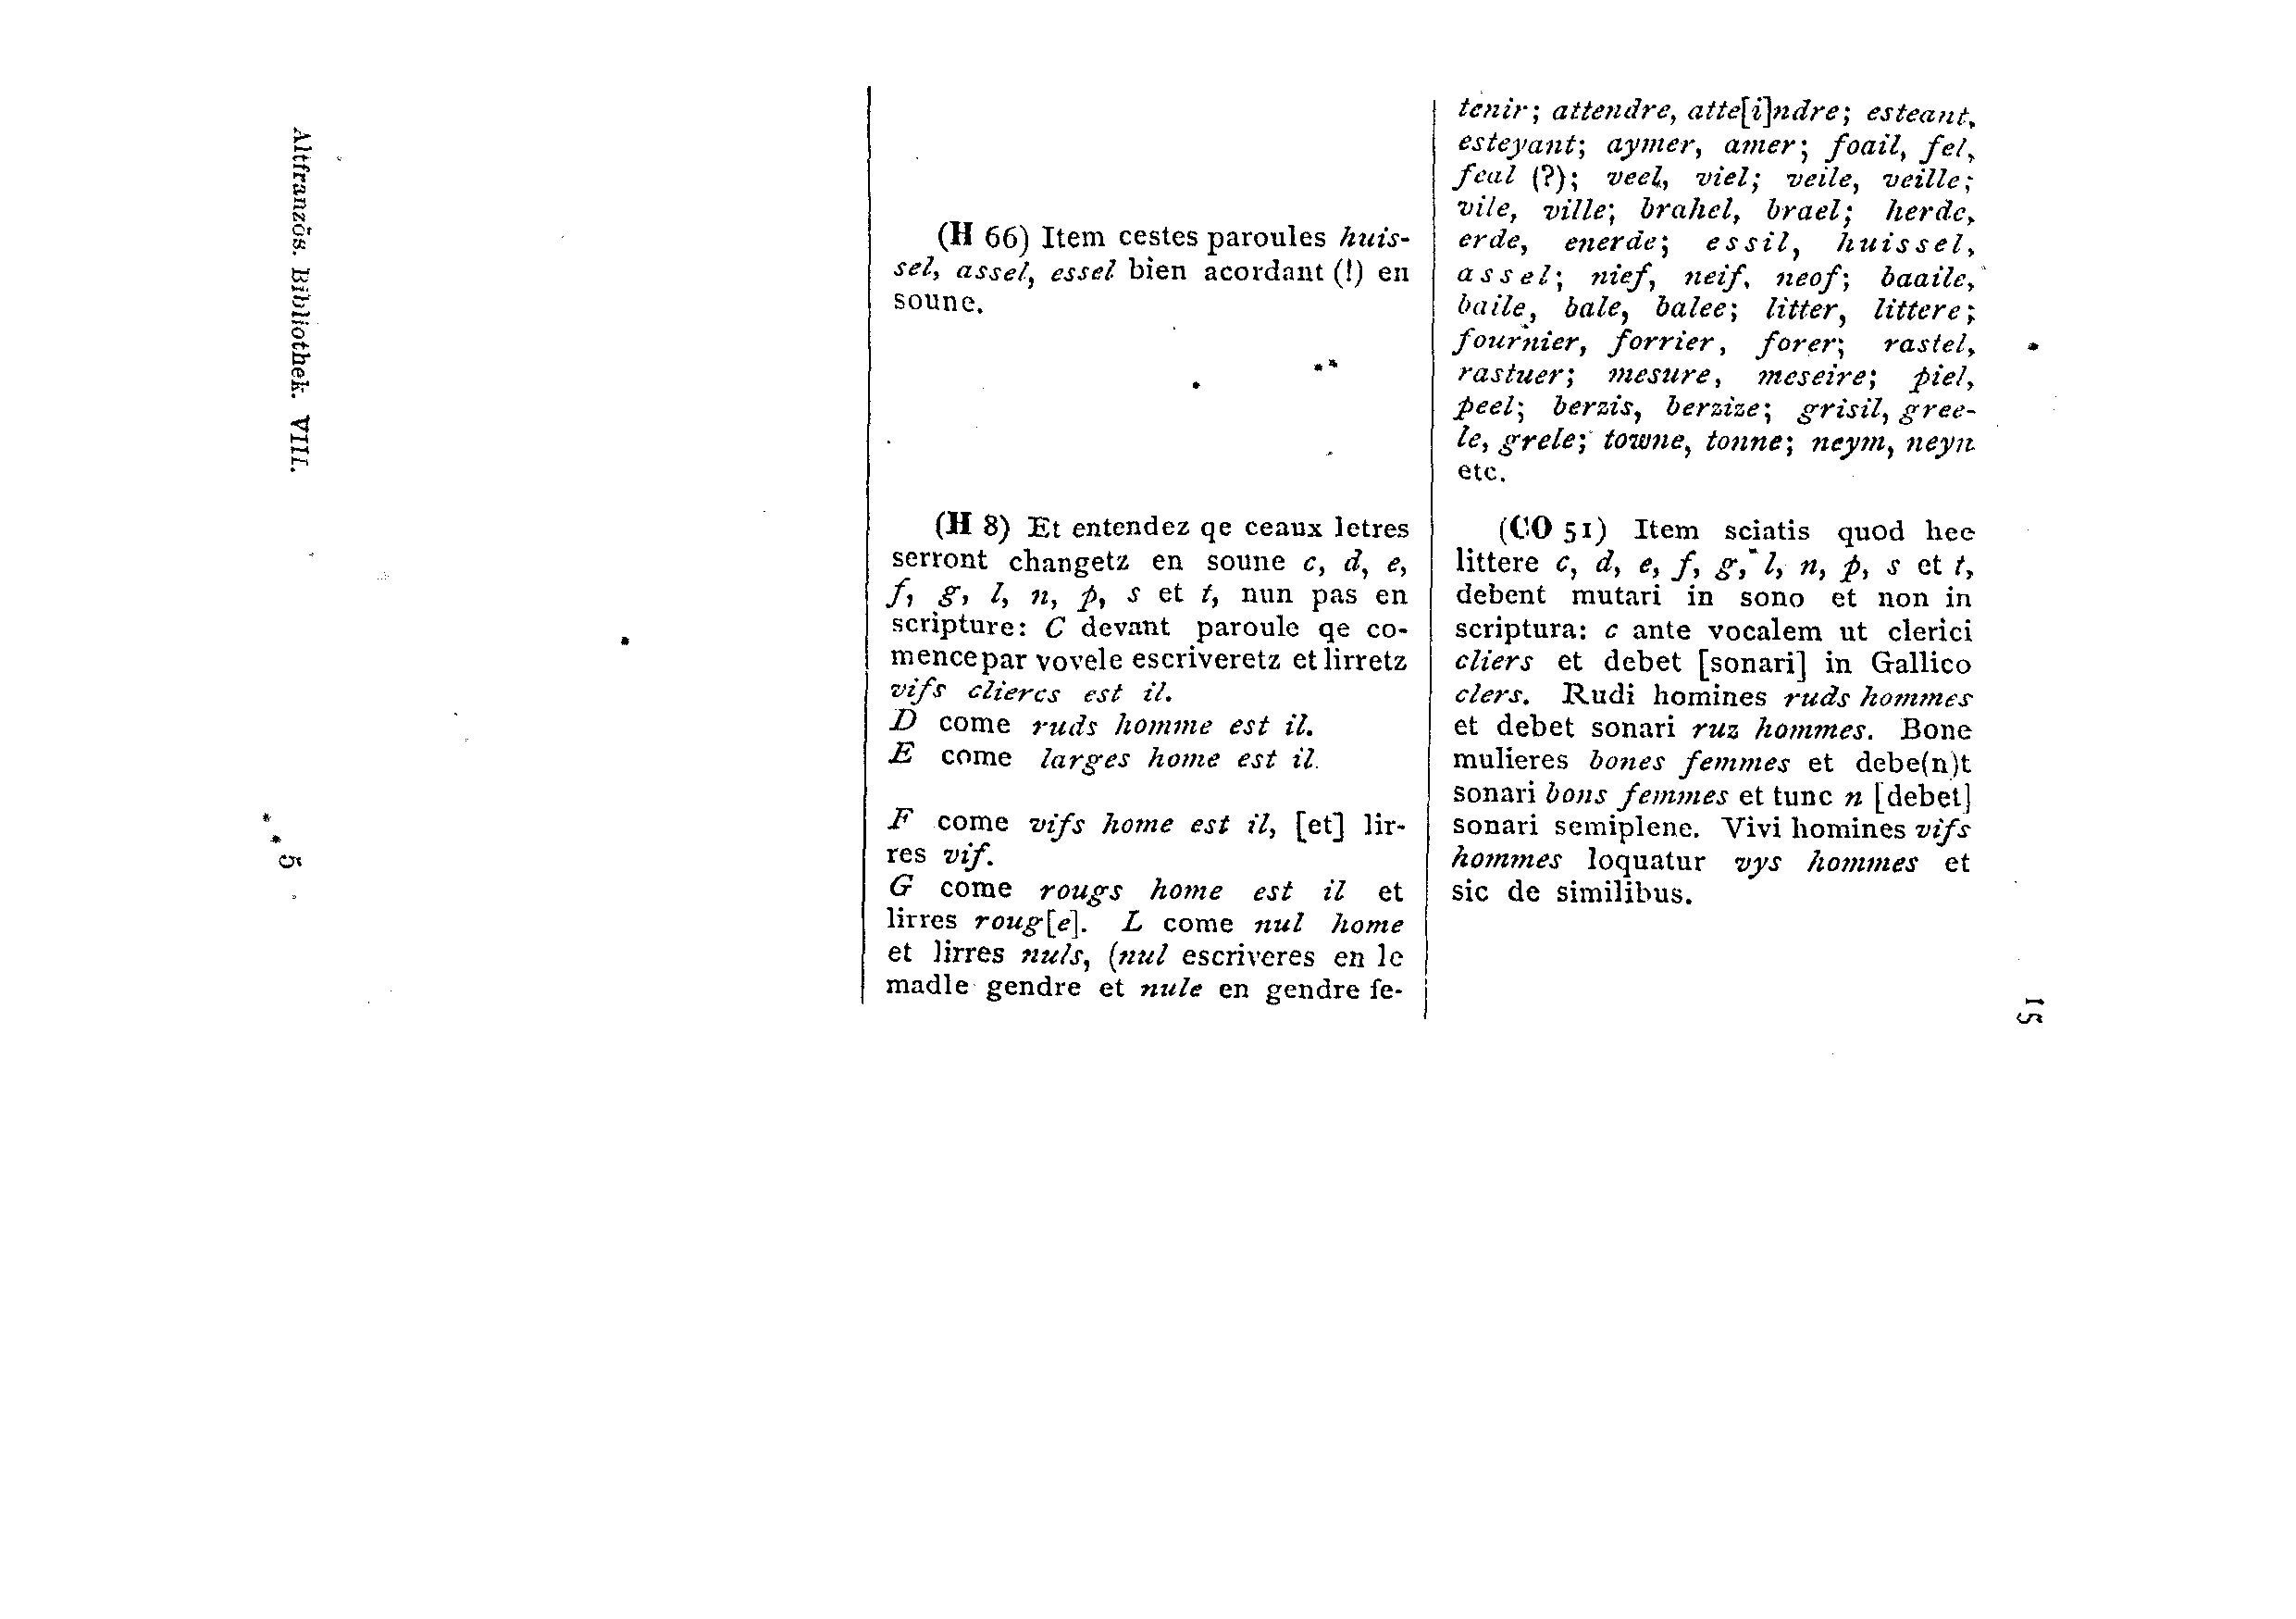 (H 66) Item cestes paroules huis-
sel, assel, essel bien acordant (!) en
soune.
(H 8) Et entendez qe ceaux letres
serront changetz en soune c, d, e,
f, g, l, n, p, s et t, nun pas en
scripture: C devant paroule qe co-
mence par vovele escriveretz et lirretz
vifs cliercs est il.
D come ruds homme est il.
E come larges home est il.
F come vifs home est il, [et] lir-
res vif.
G come rougs home est il et
lirres roug[e]. L come nul home
et lirres nuls, (nul escriveres en le
madle gendre et nule en gendre fe-
tenir; attendre, atte[i]ndre; esteant,
esteyant; aymer, amer; foail, fel,
feal (?); veel, viel; veile, veille;
vile, ville; brahel, brael; herde,
erde, enerde; essil, huissel,
assel; nief, neif, neof; baaile,
baile, bale, balee; litter, littere;
fournier, forrier, forer; rastel,
rastuer; mesure, meseire; piel,
peel; berzis, berzize; grisil, gree-
le, grele; towne, tonne; neym, neyn
etc.
(CO 51) Item sciatis quod hec
littere c, d, e, f, g, l, n, p, s et t,
debent mutari in sono et non in
scriptura: c ante vocalem ut clerici
cliers et debet [sonari] in Gallico
clers. Rudi homines ruds hommes
et debet sonari ruz hommes. Bone
mulieres bones femmes et debe(n)t
sonari bons femmes et tunc n [debet]
sonari semiplene. Vivi homines vifs
hommes loquatur vys hommes et
sic de similibus.
Altfranzös. Bibliothek. VIII.
5
15